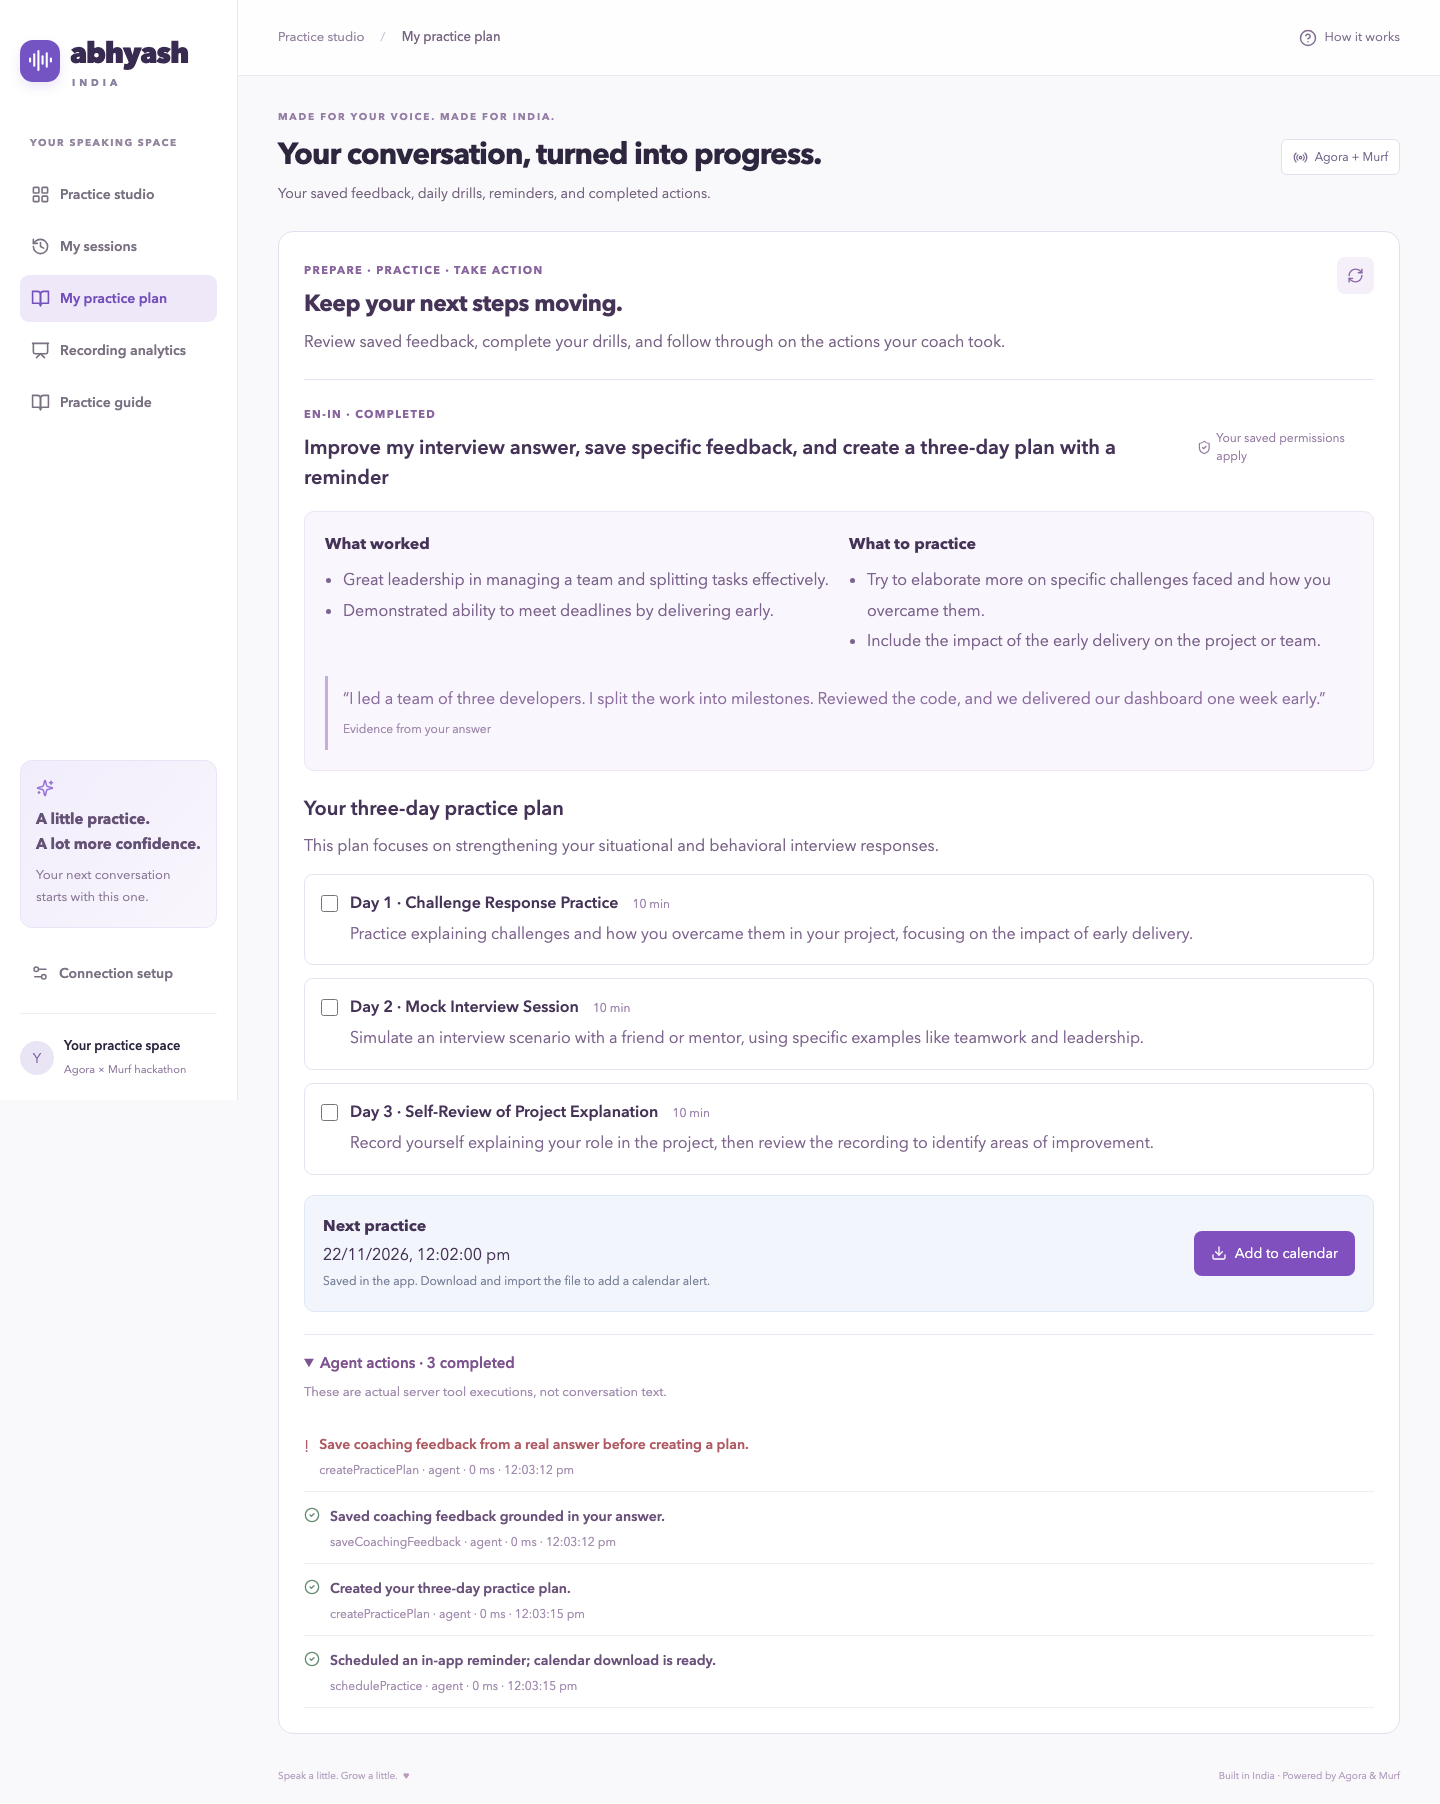 abhyash
INDIA
YOUR SPEAKING SPACE
Practice studio
My sessions
My practice plan
Recording analytics
Practice guide
A little practice.
A lot more confidence.
Your next conversation
starts with this one.
Connection setup
Y
Your practice space
Agora × Murf hackathon
Practice studio / My practice plan
How it works
MADE FOR YOUR VOICE. MADE FOR INDIA.
Your conversation, turned into progress.
Your saved feedback, daily drills, reminders, and completed actions.
Agora + Murf
PREPARE · PRACTICE · TAKE ACTION
Keep your next steps moving.
Review saved feedback, complete your drills, and follow through on the actions your coach took.
EN-IN · COMPLETED
Improve my interview answer, save specific feedback, and create a three-day plan with a
reminder
Your saved permissions
apply
What worked
• Great leadership in managing a team and splitting tasks effectively.
• Demonstrated ability to meet deadlines by delivering early.
What to practice
• Try to elaborate more on specific challenges faced and how you
overcame them.
• Include the impact of the early delivery on the project or team.
“I led a team of three developers. I split the work into milestones. Reviewed the code, and we delivered our dashboard one week early.”
Evidence from your answer
Your three-day practice plan
This plan focuses on strengthening your situational and behavioral interview responses.
Day 1 · Challenge Response Practice 10 min
Practice explaining challenges and how you overcame them in your project, focusing on the impact of early delivery.
Day 2 · Mock Interview Session 10 min
Simulate an interview scenario with a friend or mentor, using specific examples like teamwork and leadership.
Day 3 · Self-Review of Project Explanation 10 min
Record yourself explaining your role in the project, then review the recording to identify areas of improvement.
Next practice
22/11/2026, 12:02:00 pm
Saved in the app. Download and import the file to add a calendar alert.
Add to calendar
▼ Agent actions · 3 completed
These are actual server tool executions, not conversation text.
! Save coaching feedback from a real answer before creating a plan.
createPracticePlan · agent · 0 ms · 12:03:12 pm
Saved coaching feedback grounded in your answer.
saveCoachingFeedback · agent · 0 ms · 12:03:12 pm
Created your three-day practice plan.
createPracticePlan · agent · 0 ms · 12:03:15 pm
Scheduled an in-app reminder; calendar download is ready.
schedulePractice · agent · 0 ms · 12:03:15 pm
Speak a little. Grow a little. ♥
Built in India · Powered by Agora & Murf